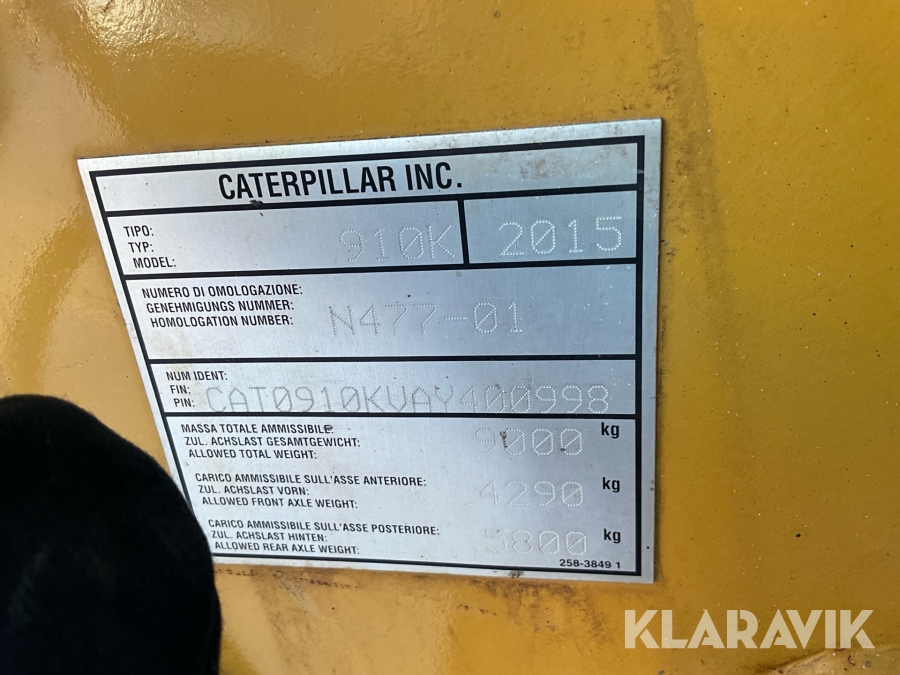 CATERPILLAR INC.
TIPO:
TYP:
MODEL:
910K
2015
NUMERO DI OMOLOGAZIONE:
GENEHMIGUNGS NUMMER:
HOMOLOGATION NUMBER:
N477-01
NUM IDENT:
FIN:
PIN:
CAT0910KVAY400998
MASSA TOTALE AMMISSIBILE:
ZUL. ACHSLAST GESAMTGEWICHT:
ALLOWED TOTAL WEIGHT:
9000 kg
CARICO AMMISSIBILE SULL'ASSE ANTERIORE:
ZUL. ACHSLAST VORN:
ALLOWED FRONT AXLE WEIGHT:
4290 kg
CARICO AMMISSIBILE SULL'ASSE POSTERIORE:
ZUL. ACHSLAST HINTEN:
ALLOWED REAR AXLE WEIGHT:
5800 kg
258-3849 1
KLARAVIK